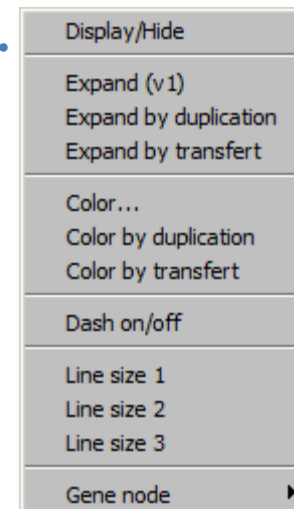 Display/Hide
Expand (v1)
Expand by duplication
Expand by transfert
Color...
Color by duplication
Color by transfert
Dash on/off
Line size 1
Line size 2
Line size 3
Gene node